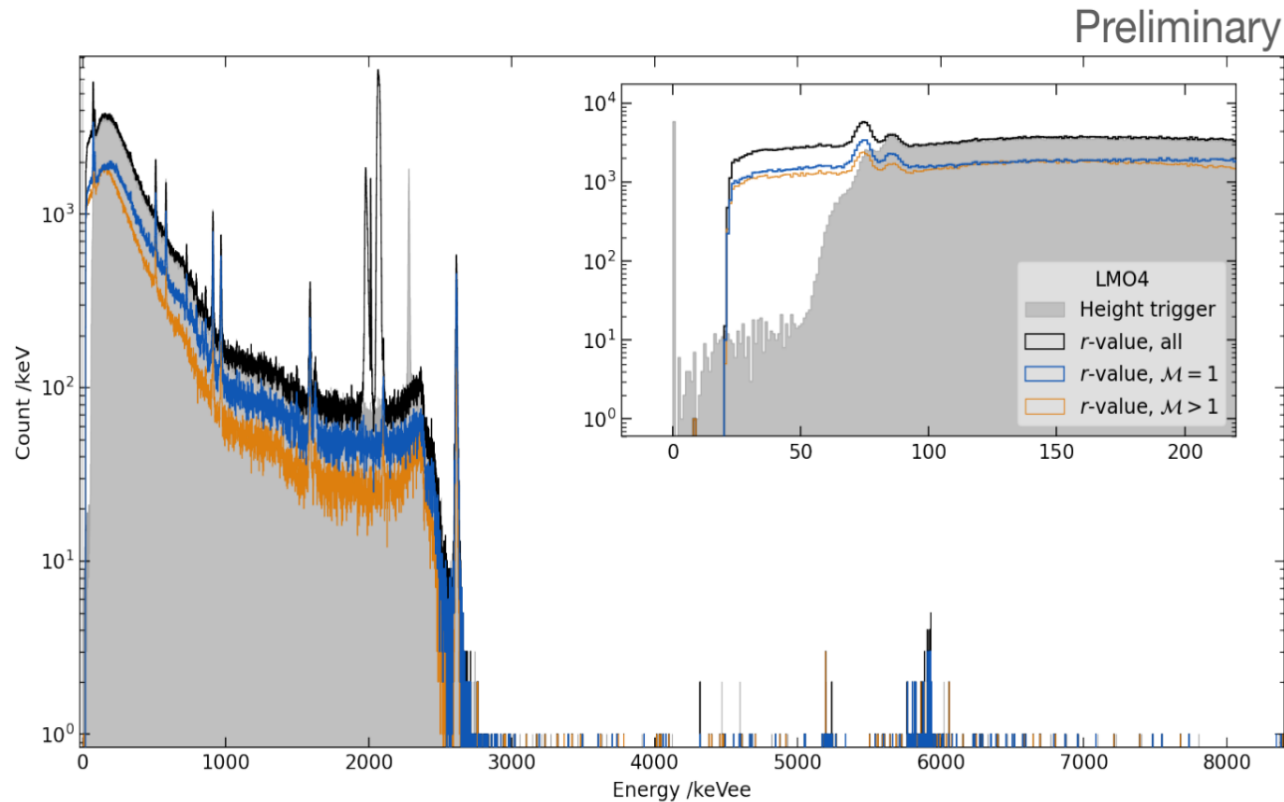 Preliminary
Count /keV
10^3
10^2
10^1
10^0
0 1000 2000 3000 4000 5000 6000 7000 8000
Energy /keVee
10^4
10^3
10^2
10^1
10^0
0 50 100 150 200
LMO4
Height trigger
r-value, all
r-value, ℳ = 1
r-value, ℳ > 1